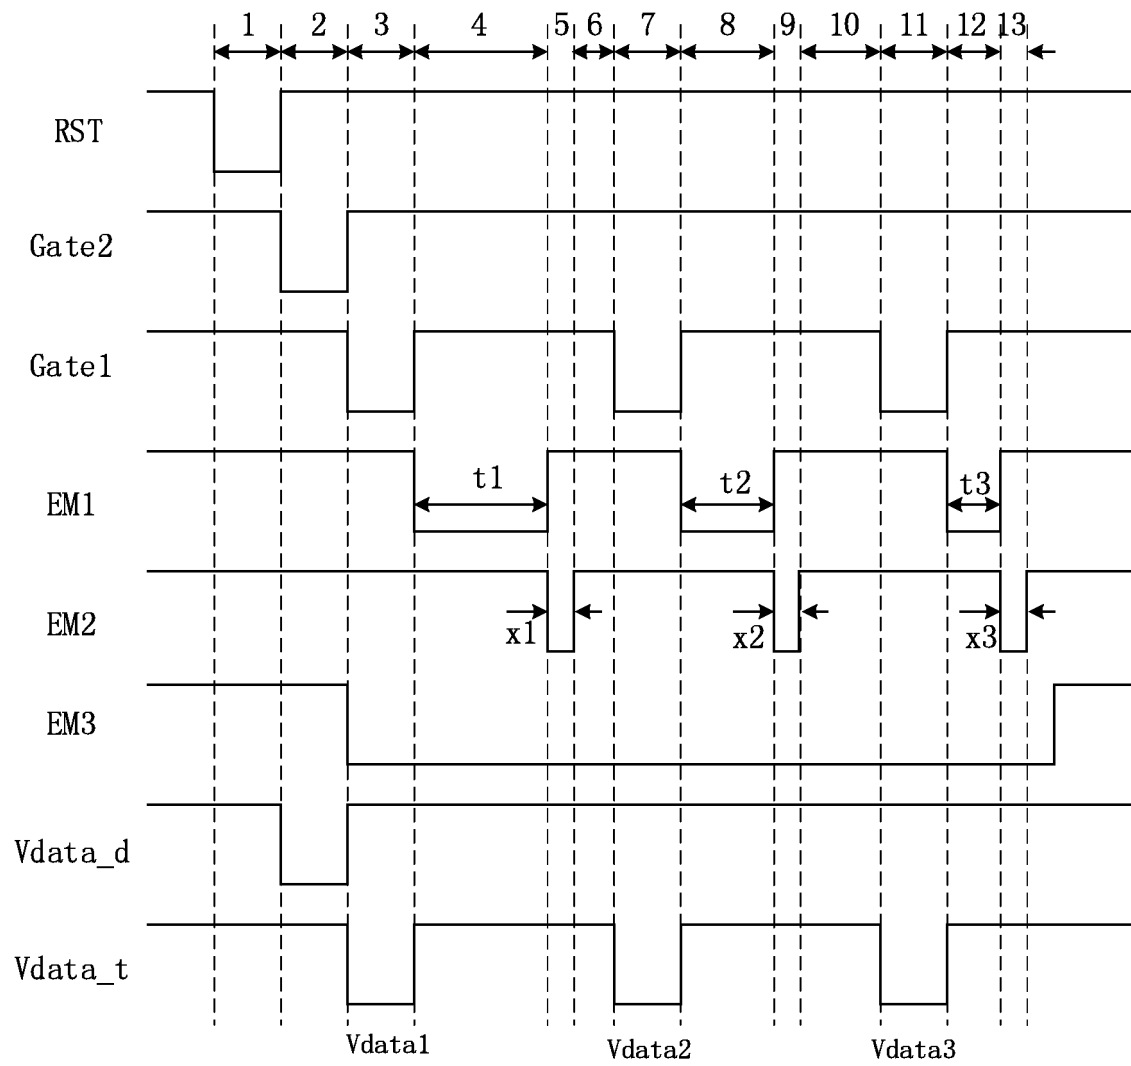 1 2 3 4 5 6 7 8 9 10 11 12 13
RST
Gate2
Gate1
EM1 t1 t2 t3
EM2 x1 x2 x3
EM3
Vdata_d
Vdata_t
Vdata1 Vdata2 Vdata3